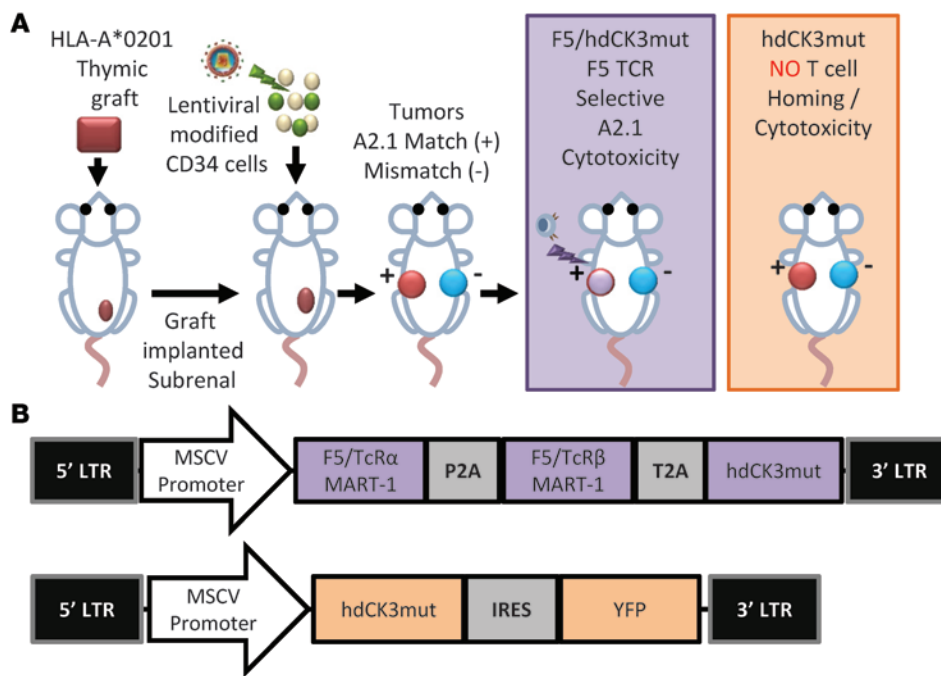 A
HLA-A*0201
Thymic
graft
Lentiviral
modified
CD34 cells
Tumors
A2.1 Match (+)
Mismatch (-)
F5/hdCK3mut
F5 TCR
Selective
A2.1
Cytotoxicity
hdCK3mut
NO T cell
Homing /
Cytotoxicity
+ -
+ -
+ -
Graft
implanted
Subrenal
B
5' LTR
MSCV
Promoter
F5/TcRα
MART-1
P2A
F5/TcRβ
MART-1
T2A
hdCK3mut
3' LTR
5' LTR
MSCV
Promoter
hdCK3mut
IRES
YFP
3' LTR